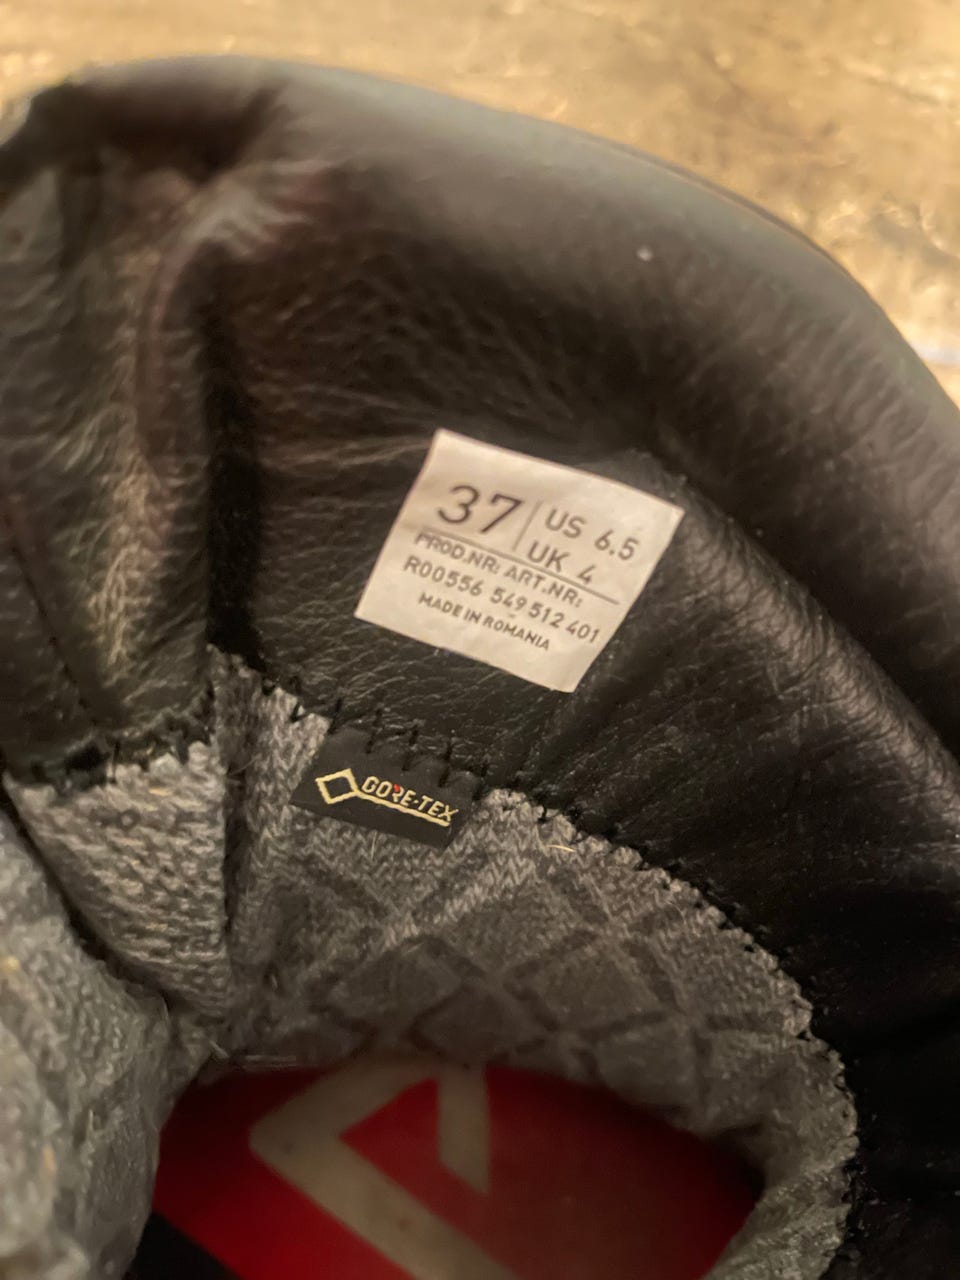 37 US 6.5
UK 4
PROD.NR: ART.NR:
R00556 549 512 401
MADE IN ROMANIA
GORE-TEX